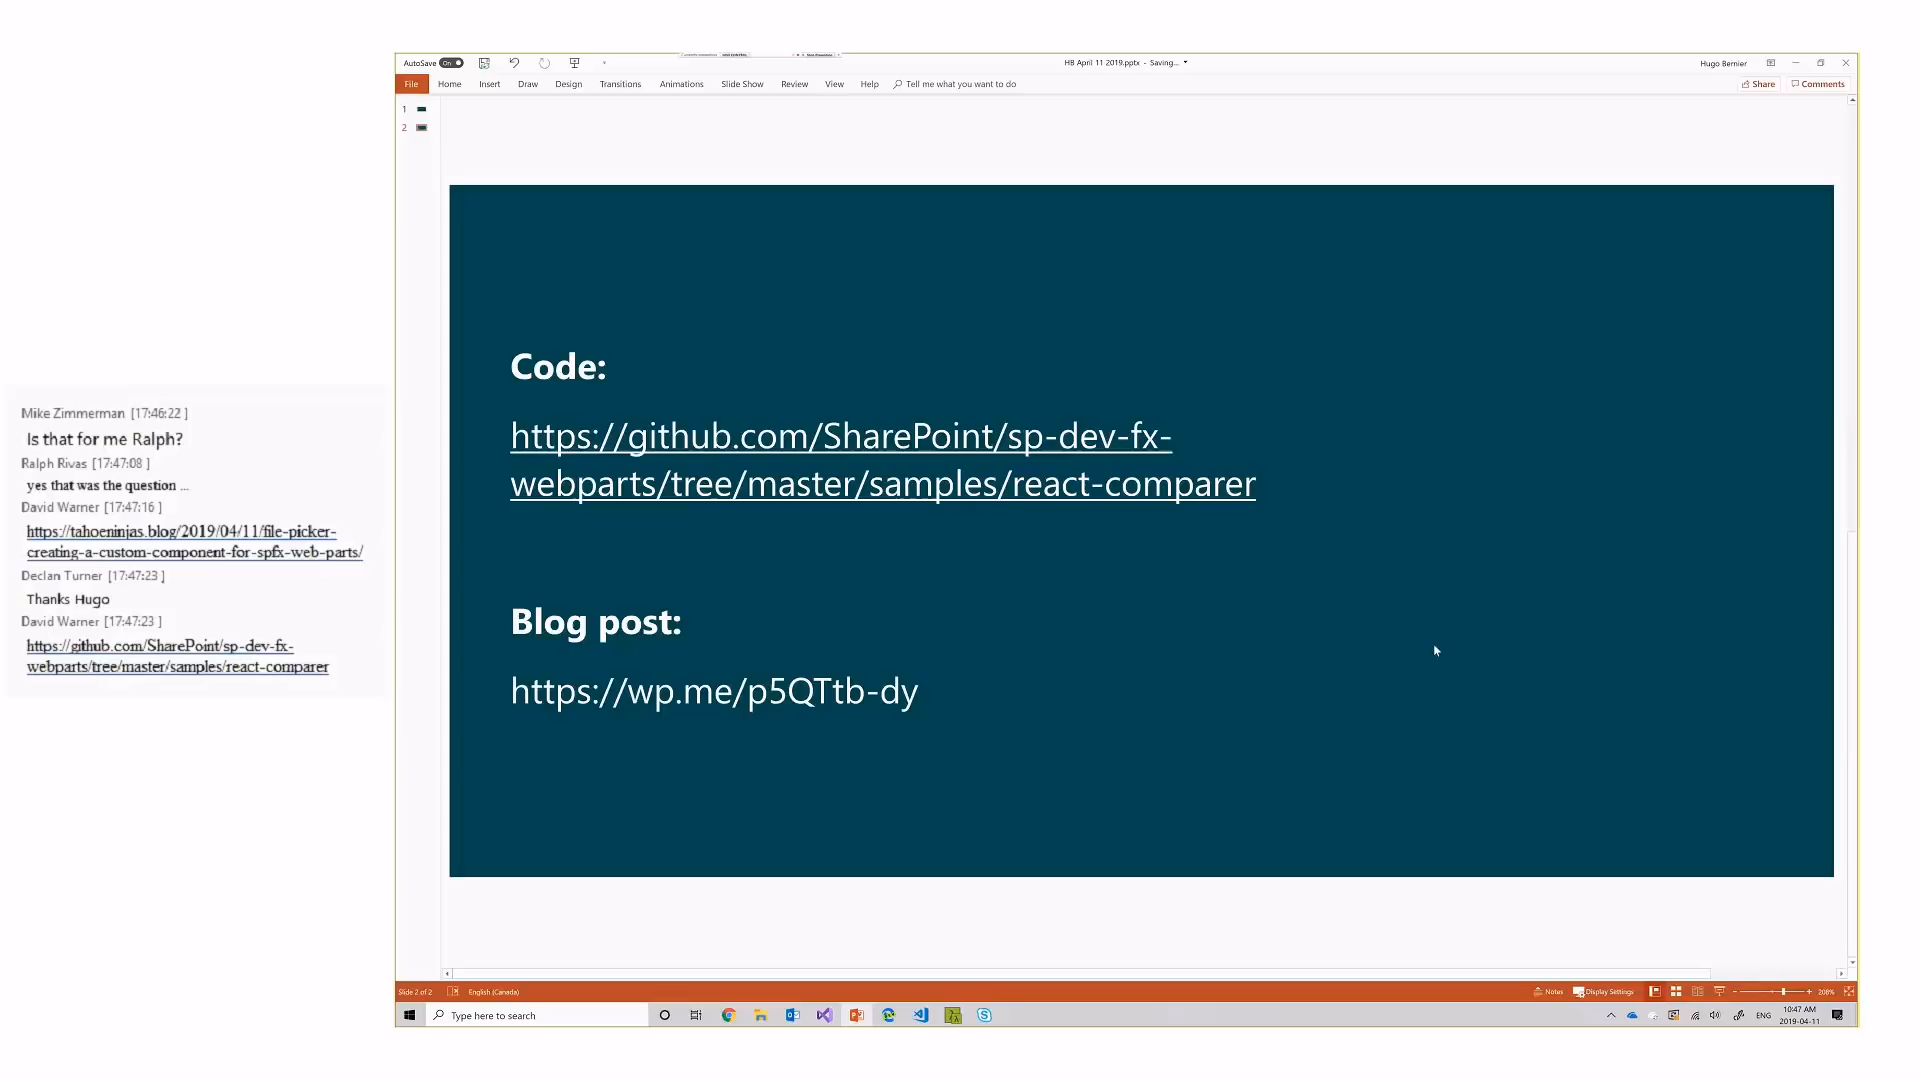 AutoSave On
HB April 11 2019.pptx - Saving...
Hugo Bernier
File Home Insert Draw Design Transitions Animations Slide Show Review View Help Tell me what you want to do
Share Comments
1
2
Code:
https://github.com/SharePoint/sp-dev-fx-
webparts/tree/master/samples/react-comparer
Blog post:
https://wp.me/p5QTtb-dy
Mike Zimmerman [17:46:22 ]
Is that for me Ralph?
Ralph Rivas [17:47:08 ]
yes that was the question ...
David Warner [17:47:16 ]
https://tahoeninjas.blog/2019/04/11/file-picker-
creating-a-custom-component-for-spfx-web-parts/
Declan Turner [17:47:23 ]
Thanks Hugo
David Warner [17:47:23 ]
https://github.com/SharePoint/sp-dev-fx-
webparts/tree/master/samples/react-comparer
Slide 2 of 2 English (Canada)
Notes Display Settings 208%
Type here to search
ENG
10:47 AM
2019-04-11